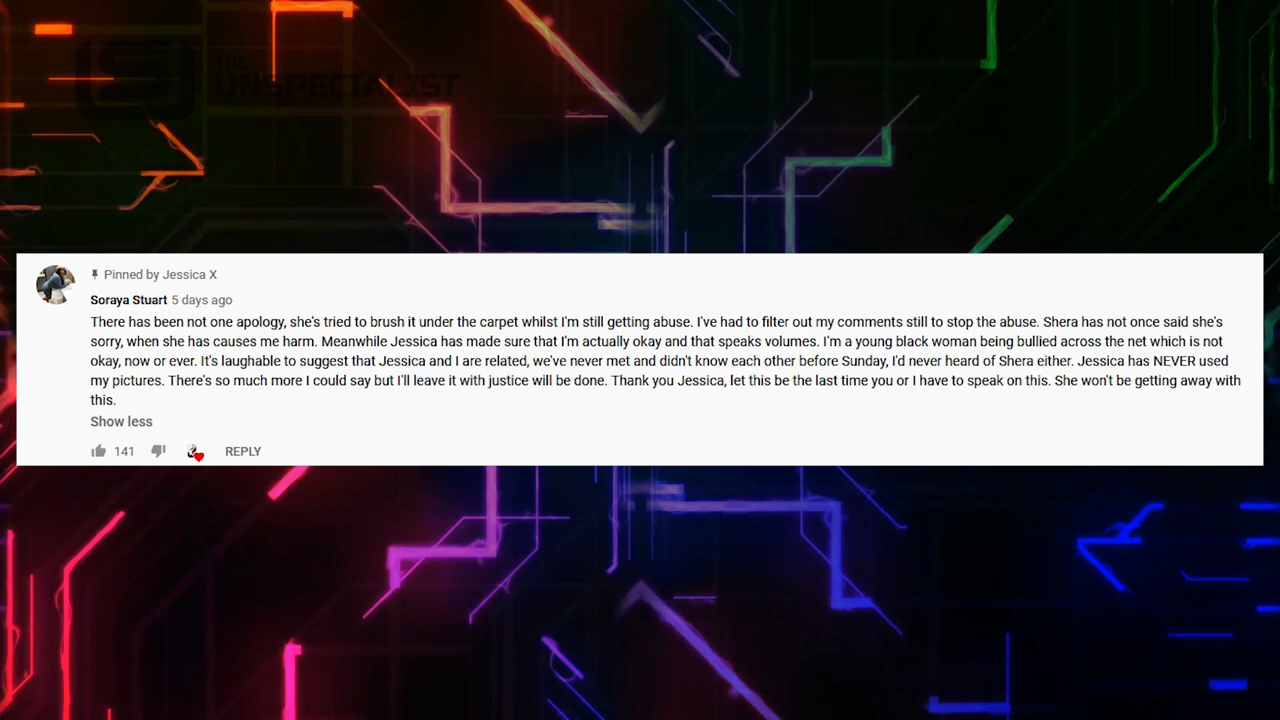 THE
UNSPECIALIST
Pinned by Jessica X
Soraya Stuart 5 days ago
There has been not one apology, she's tried to brush it under the carpet whilst I'm still getting abuse. I've had to filter out my comments still to stop the abuse. Shera has not once said she's
sorry, when she has causes me harm. Meanwhile Jessica has made sure that I'm actually okay and that speaks volumes. I'm a young black woman being bullied across the net which is not
okay, now or ever. It's laughable to suggest that Jessica and I are related, we've never met and didn't know each other before Sunday, I'd never heard of Shera either. Jessica has NEVER used
my pictures. There's so much more I could say but I'll leave it with justice will be done. Thank you Jessica, let this be the last time you or I have to speak on this. She won't be getting away with
this.
Show less
141 REPLY